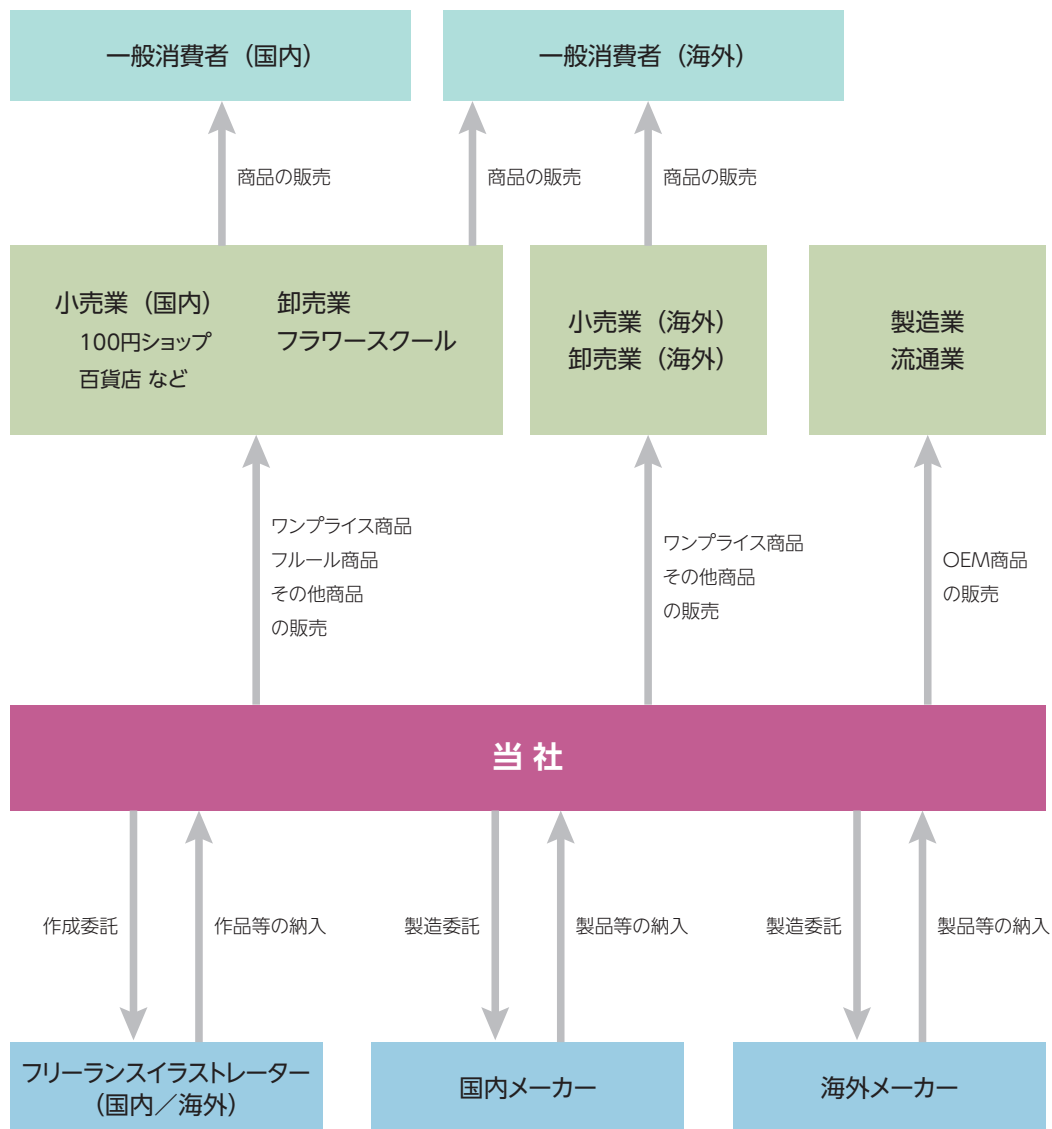 一般消費者（国内）
一般消費者（海外）
商品の販売
商品の販売
商品の販売
小売業（国内）
100円ショップ
百貨店 など
卸売業
フラワースクール
小売業（海外）
卸売業（海外）
製造業
流通業
ワンプライス商品
フルール商品
その他商品
の販売
ワンプライス商品
その他商品
の販売
OEM商品
の販売
当 社
作成委託
作品等の納入
製造委託
製品等の納入
製造委託
製品等の納入
フリーランスイラストレーター
（国内／海外）
国内メーカー
海外メーカー